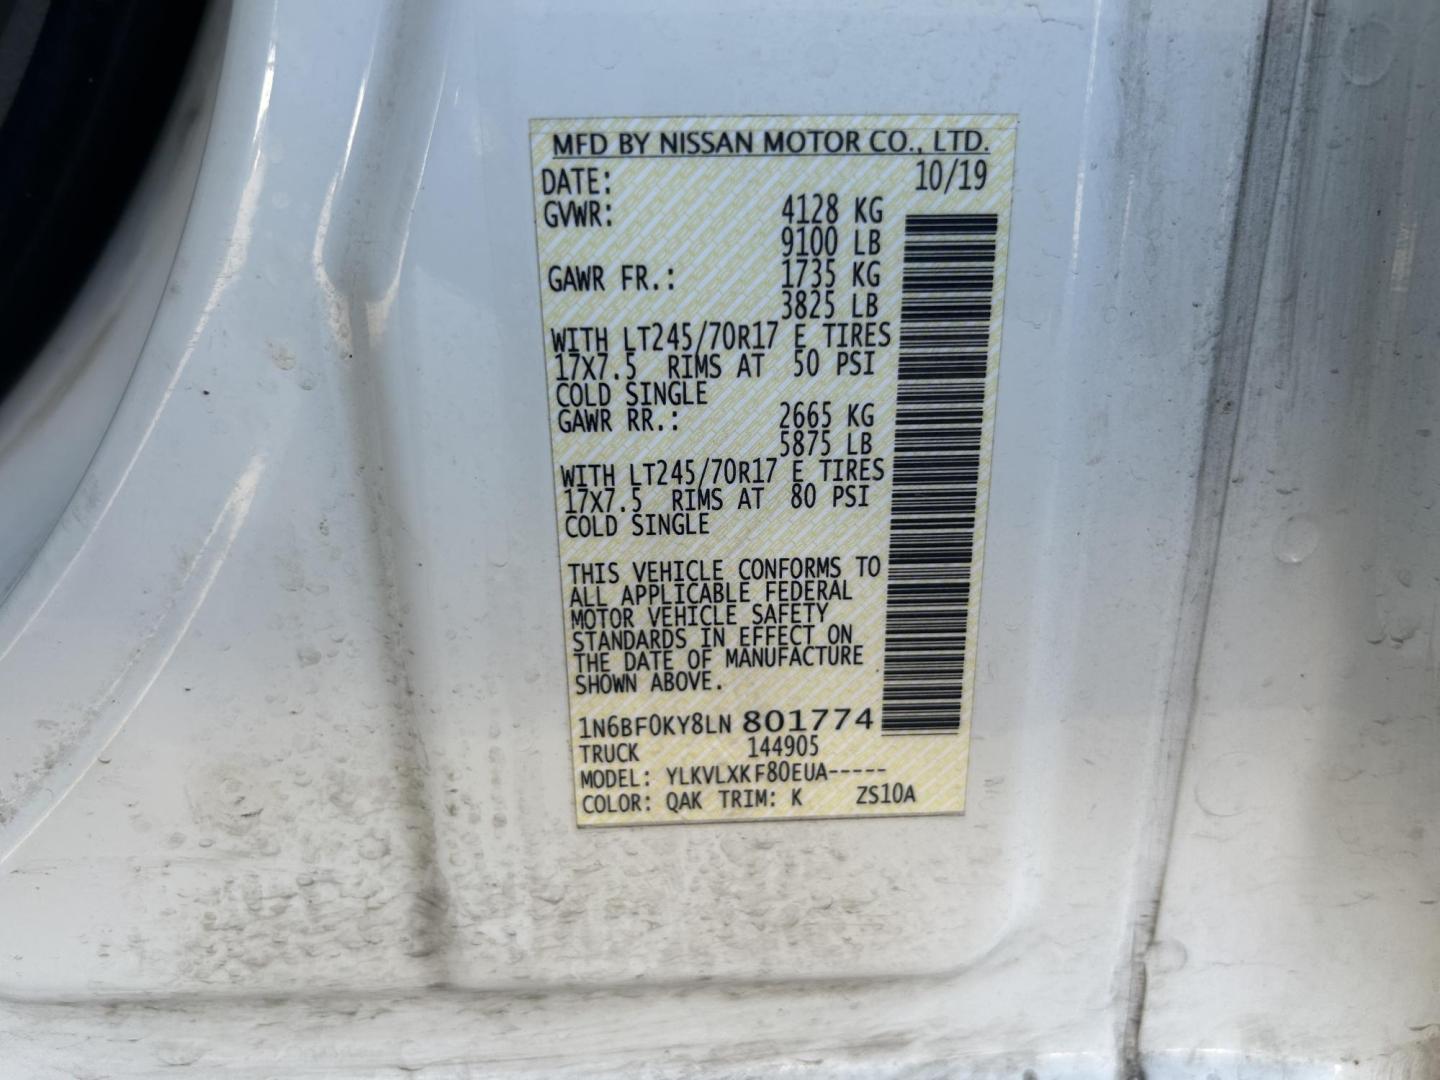 MFD BY NISSAN MOTOR CO., LTD.
DATE: 10/19
GVWR: 4128 KG
9100 LB
GAWR FR.: 1735 KG
3825 LB
WITH LT245/70R17 E TIRES
17X7.5 RIMS AT 50 PSI
COLD SINGLE
GAWR RR.: 2665 KG
5875 LB
WITH LT245/70R17 E TIRES
17X7.5 RIMS AT 80 PSI
COLD SINGLE
THIS VEHICLE CONFORMS TO
ALL APPLICABLE FEDERAL
MOTOR VEHICLE SAFETY
STANDARDS IN EFFECT ON
THE DATE OF MANUFACTURE
SHOWN ABOVE.
1N6BF0KY8LN 801774
TRUCK 144905
MODEL: YLKVLXKF80EUA-----
COLOR: QAK TRIM: K ZS10A